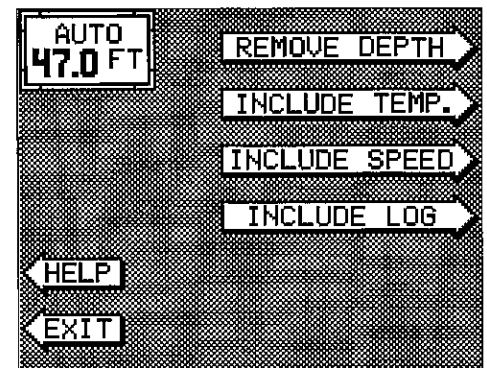 AUTO
47.0 FT
REMOVE DEPTH
INCLUDE TEMP.
INCLUDE SPEED
INCLUDE LOG
HELP
EXIT